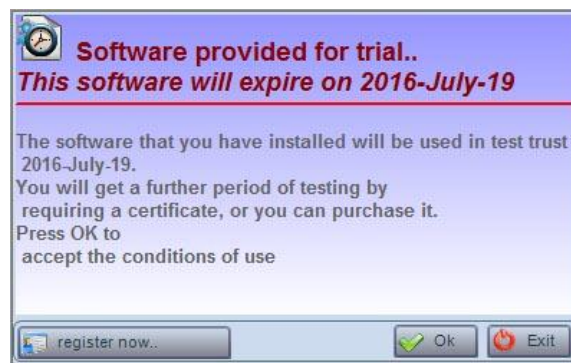 Software provided for trial..
This software will expire on 2016-July-19
The software that you have installed will be used in test trust
2016-July-19.
You will get a further period of testing by
requiring a certificate, or you can purchase it.
Press OK to
accept the conditions of use
register now..
Ok
Exit